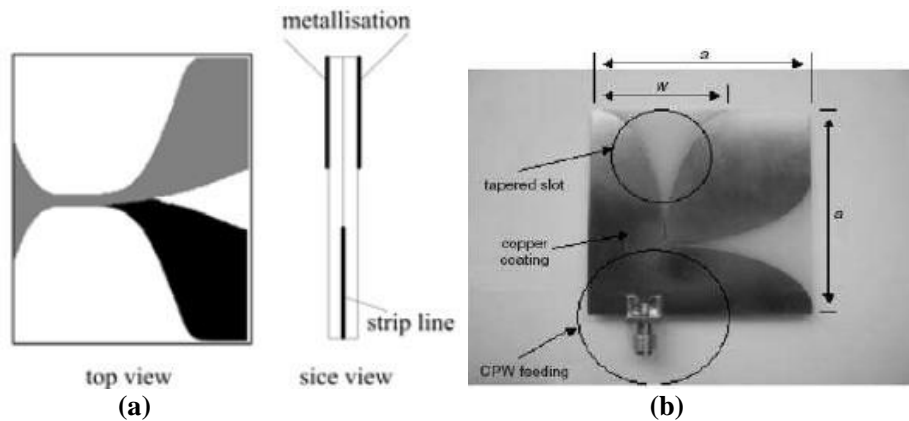 metallisation
strip line
top view
sice view
(a)
a
w
a
tapered slot
copper
coating
CPW feeding
(b)